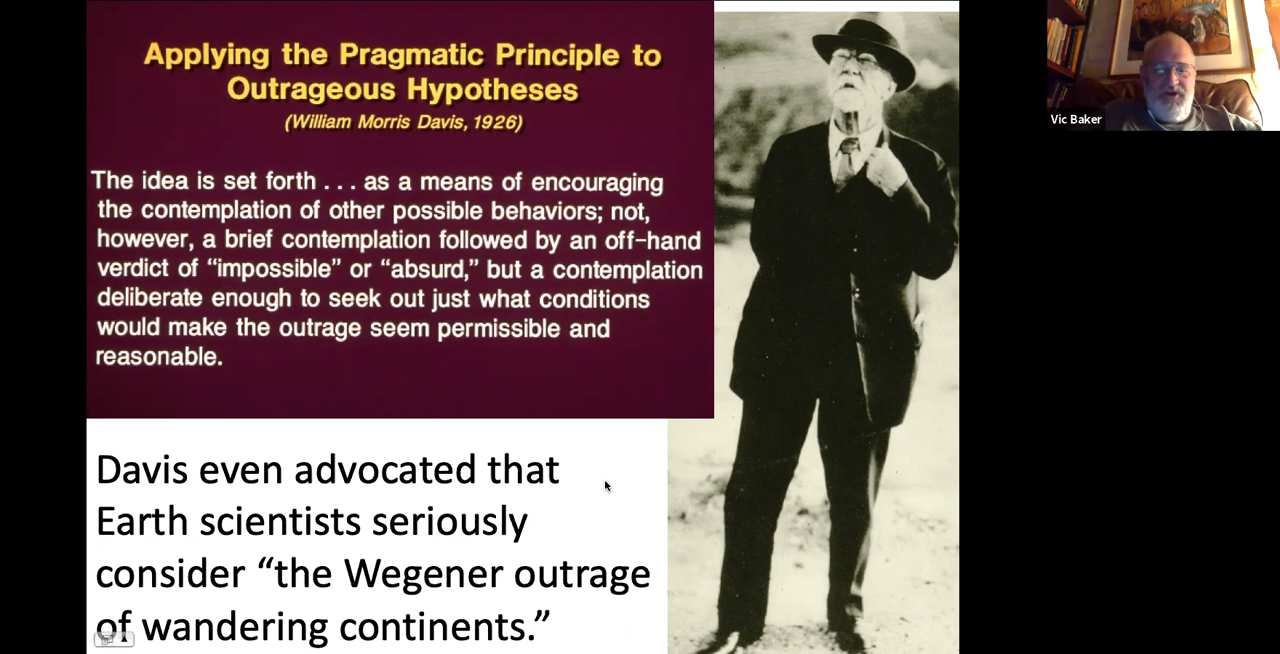 Applying the Pragmatic Principle to
Outrageous Hypotheses
(William Morris Davis, 1926)
The idea is set forth . . . as a means of encouraging
the contemplation of other possible behaviors; not,
however, a brief contemplation followed by an off-hand
verdict of “impossible” or “absurd,” but a contemplation
deliberate enough to seek out just what conditions
would make the outrage seem permissible and
reasonable.
Davis even advocated that
Earth scientists seriously
consider “the Wegener outrage
of wandering continents.”
Vic Baker